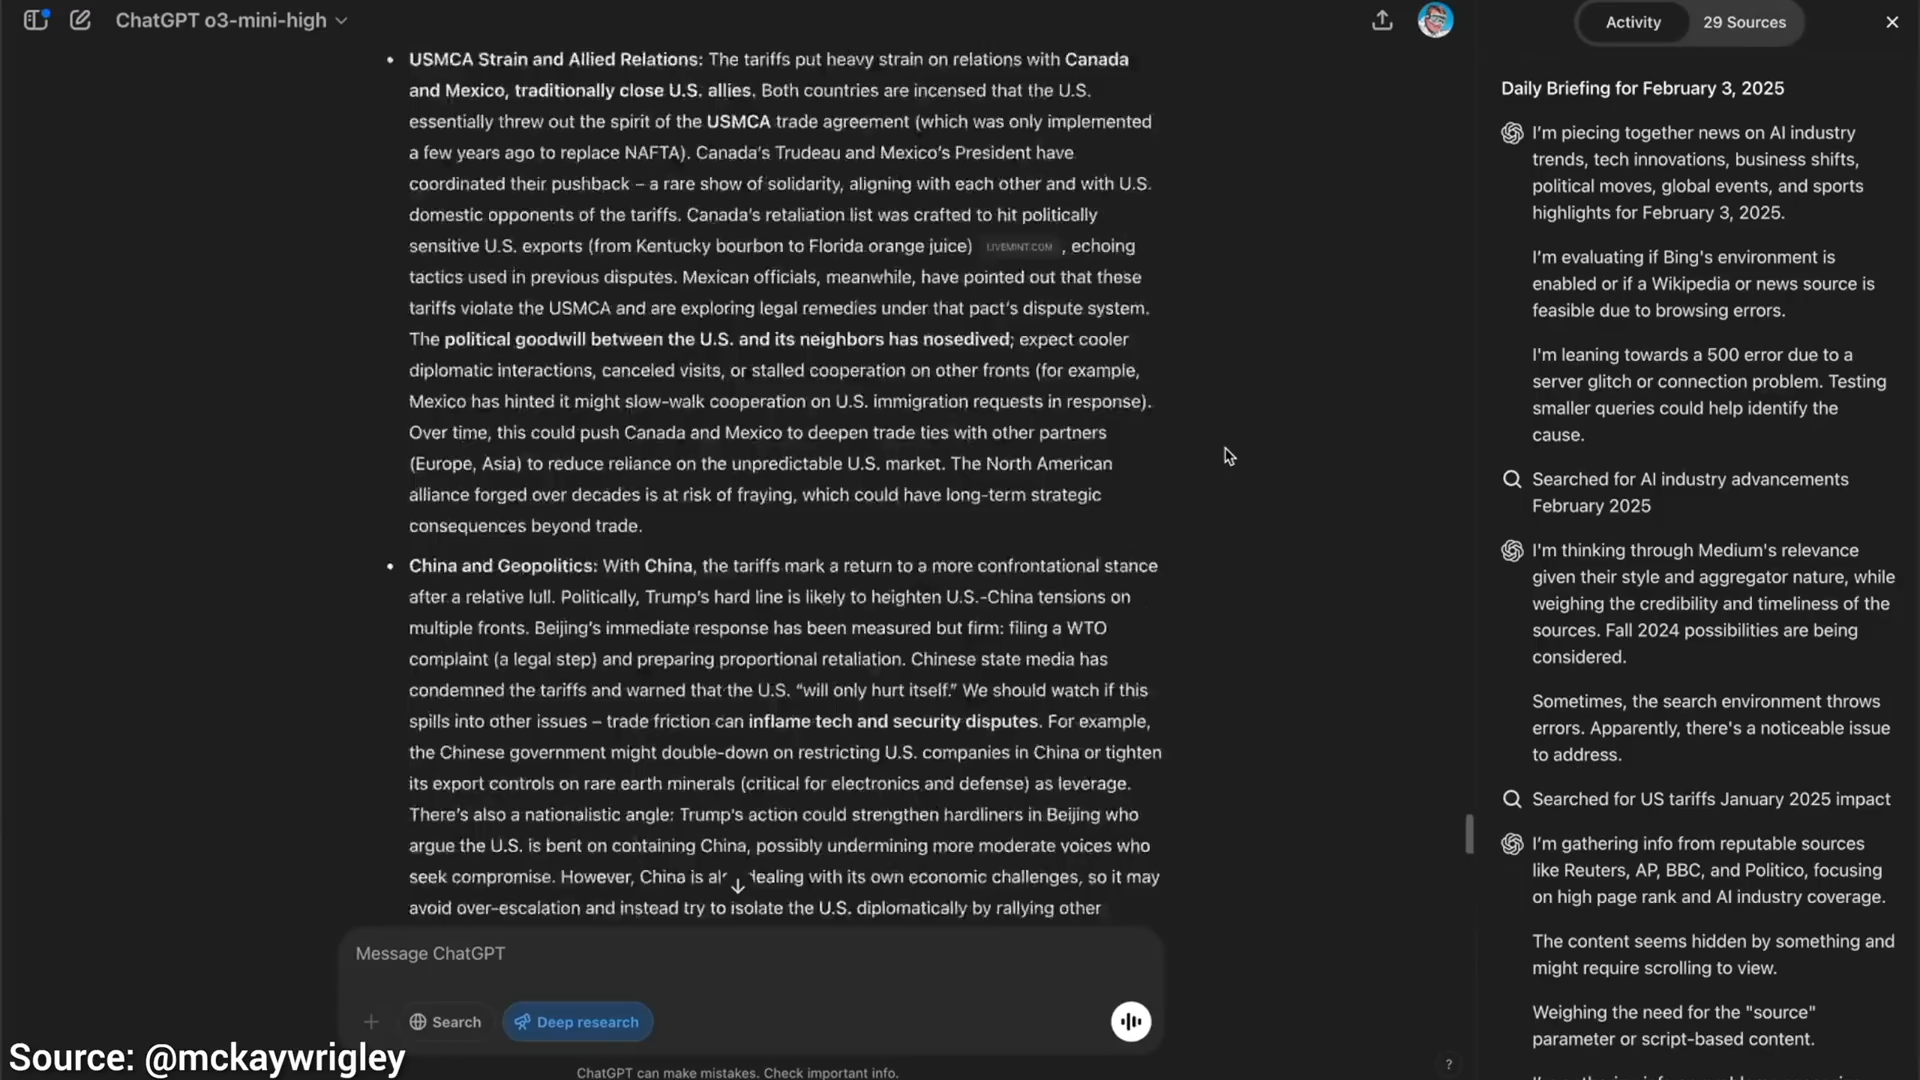 ChatGPT o3-mini-high
USMCA Strain and Allied Relations: The tariffs put heavy strain on relations with Canada
and Mexico, traditionally close U.S. allies. Both countries are incensed that the U.S.
essentially threw out the spirit of the USMCA trade agreement (which was only implemented
a few years ago to replace NAFTA). Canada's Trudeau and Mexico's President have
coordinated their pushback – a rare show of solidarity, aligning with each other and with U.S.
domestic opponents of the tariffs. Canada's retaliation list was crafted to hit politically
sensitive U.S. exports (from Kentucky bourbon to Florida orange juice) LIVEMINT.COM , echoing
tactics used in previous disputes. Mexican officials, meanwhile, have pointed out that these
tariffs violate the USMCA and are exploring legal remedies under that pact's dispute system.
The political goodwill between the U.S. and its neighbors has nosedived; expect cooler
diplomatic interactions, canceled visits, or stalled cooperation on other fronts (for example,
Mexico has hinted it might slow-walk cooperation on U.S. immigration requests in response).
Over time, this could push Canada and Mexico to deepen trade ties with other partners
(Europe, Asia) to reduce reliance on the unpredictable U.S. market. The North American
alliance forged over decades is at risk of fraying, which could have long-term strategic
consequences beyond trade.
China and Geopolitics: With China, the tariffs mark a return to a more confrontational stance
after a relative lull. Politically, Trump's hard line is likely to heighten U.S.-China tensions on
multiple fronts. Beijing's immediate response has been measured but firm: filing a WTO
complaint (a legal step) and preparing proportional retaliation. Chinese state media has
condemned the tariffs and warned that the U.S. “will only hurt itself.” We should watch if this
spills into other issues – trade friction can inflame tech and security disputes. For example,
the Chinese government might double-down on restricting U.S. companies in China or tighten
its export controls on rare earth minerals (critical for electronics and defense) as leverage.
There's also a nationalistic angle: Trump's action could strengthen hardliners in Beijing who
argue the U.S. is bent on containing China, possibly undermining more moderate voices who
seek compromise. However, China is dealing with its own economic challenges, so it may
avoid over-escalation and instead try to isolate the U.S. diplomatically by rallying other
Message ChatGPT
Search
Deep research
ChatGPT can make mistakes. Check important info.
?
Source: @mckaywrigley
Activity
29 Sources
Daily Briefing for February 3, 2025
I'm piecing together news on AI industry
trends, tech innovations, business shifts,
political moves, global events, and sports
highlights for February 3, 2025.
I'm evaluating if Bing's environment is
enabled or if a Wikipedia or news source is
feasible due to browsing errors.
I'm leaning towards a 500 error due to a
server glitch or connection problem. Testing
smaller queries could help identify the
cause.
Searched for AI industry advancements
February 2025
I'm thinking through Medium's relevance
given their style and aggregator nature, while
weighing the credibility and timeliness of the
sources. Fall 2024 possibilities are being
considered.
Sometimes, the search environment throws
errors. Apparently, there's a noticeable issue
to address.
Searched for US tariffs January 2025 impact
I'm gathering info from reputable sources
like Reuters, AP, BBC, and Politico, focusing
on high page rank and AI industry coverage.
The content seems hidden by something and
might require scrolling to view.
Weighing the need for the "source"
parameter or script-based content.